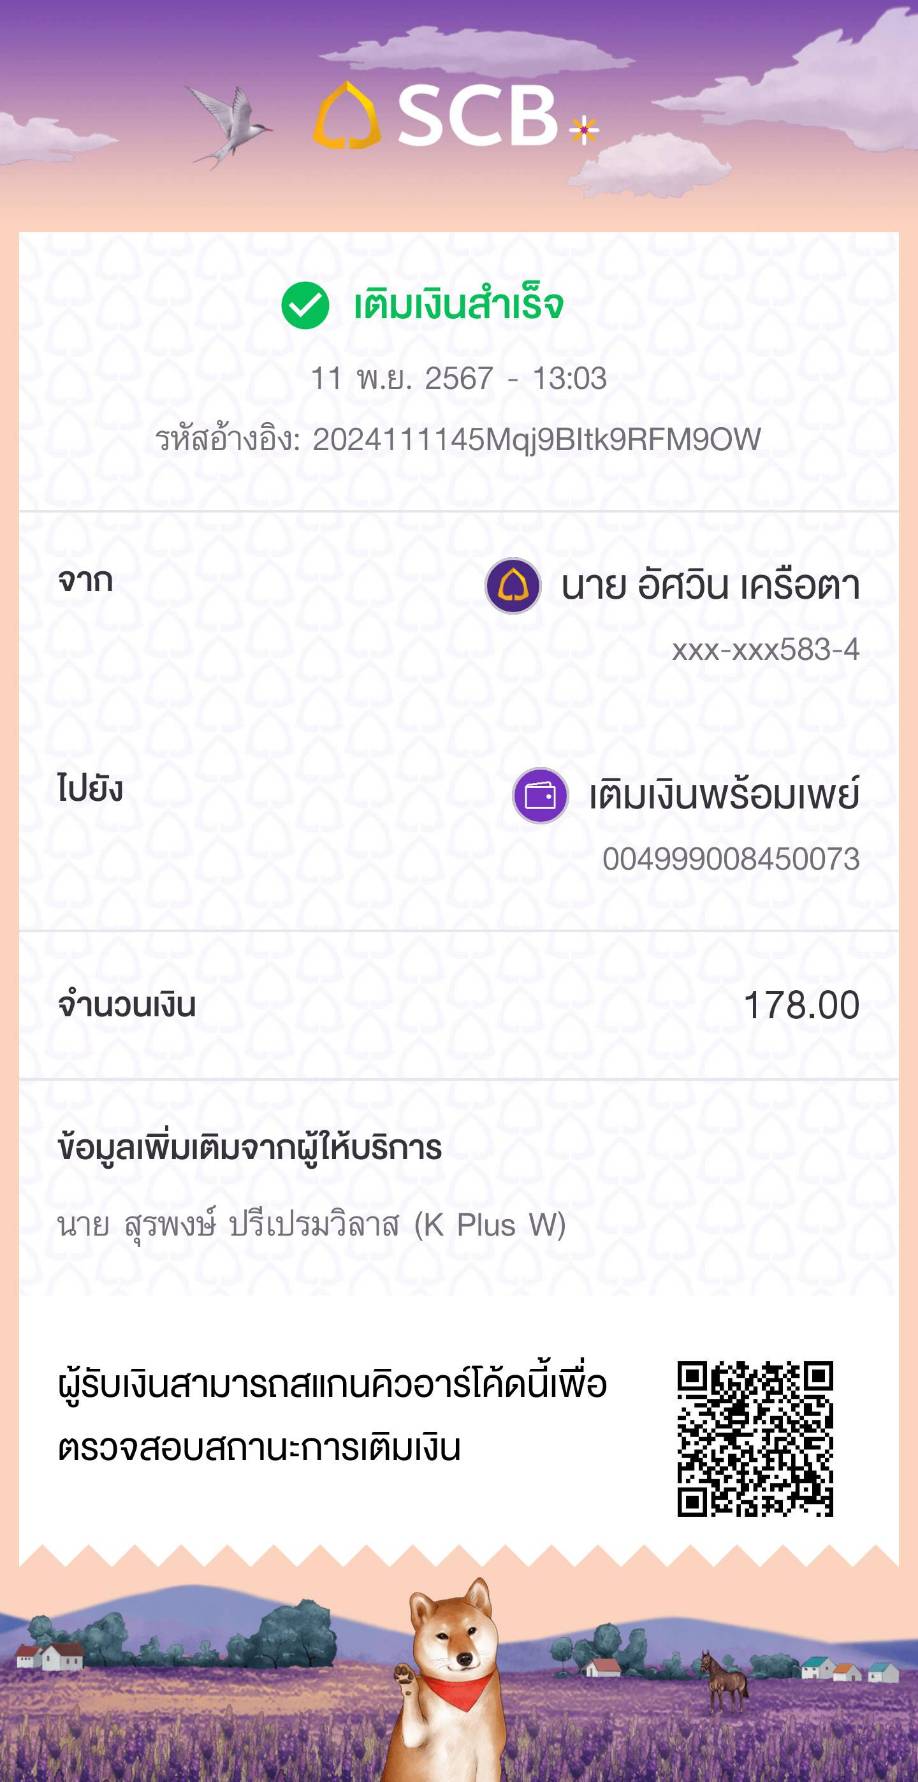 SCB
เติมเงินสำเร็จ
11 พ.ย. 2567 - 13:03
รหัสอ้างอิง: 2024111145Mqj9BItk9RFM9OW
จาก
นาย อัศวิน เครือตา
xxx-xxx583-4
ไปยัง
เติมเงินพร้อมเพย์
004999008450073
จำนวนเงิน
178.00
ข้อมูลเพิ่มเติมจากผู้ให้บริการ
นาย สุรพงษ์ ปรีเปรมวิลาส (K Plus W)
ผู้รับเงินสามารถสแกนคิวอาร์โค้ดนี้เพื่อ
ตรวจสอบสถานะการเติมเงิน